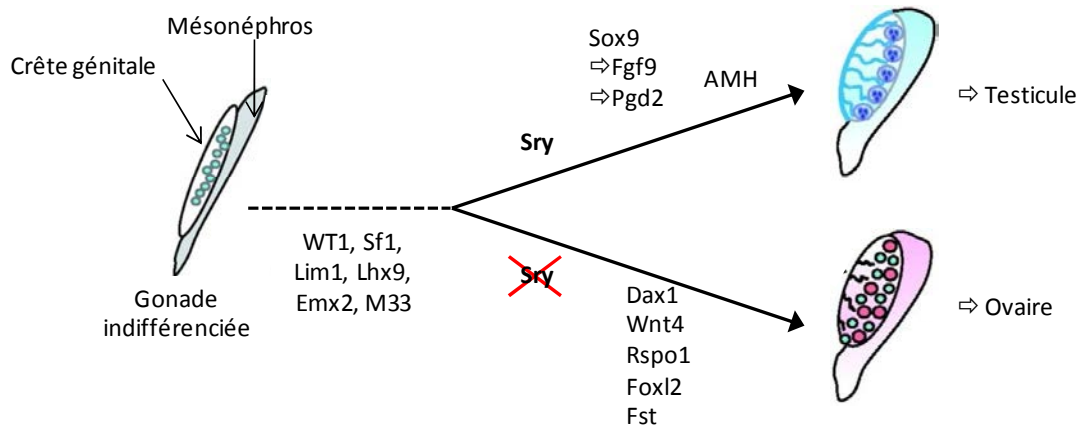 Mésonéphros
Crête génitale
Gonade
indifférenciée
WT1, Sf1,
Lim1, Lhx9,
Emx2, M33
Sry
Sox9
⇨Fgf9
⇨Pgd2
AMH
⇨ Testicule
Sry
Dax1
Wnt4
Rspo1
Foxl2
Fst
⇨ Ovaire